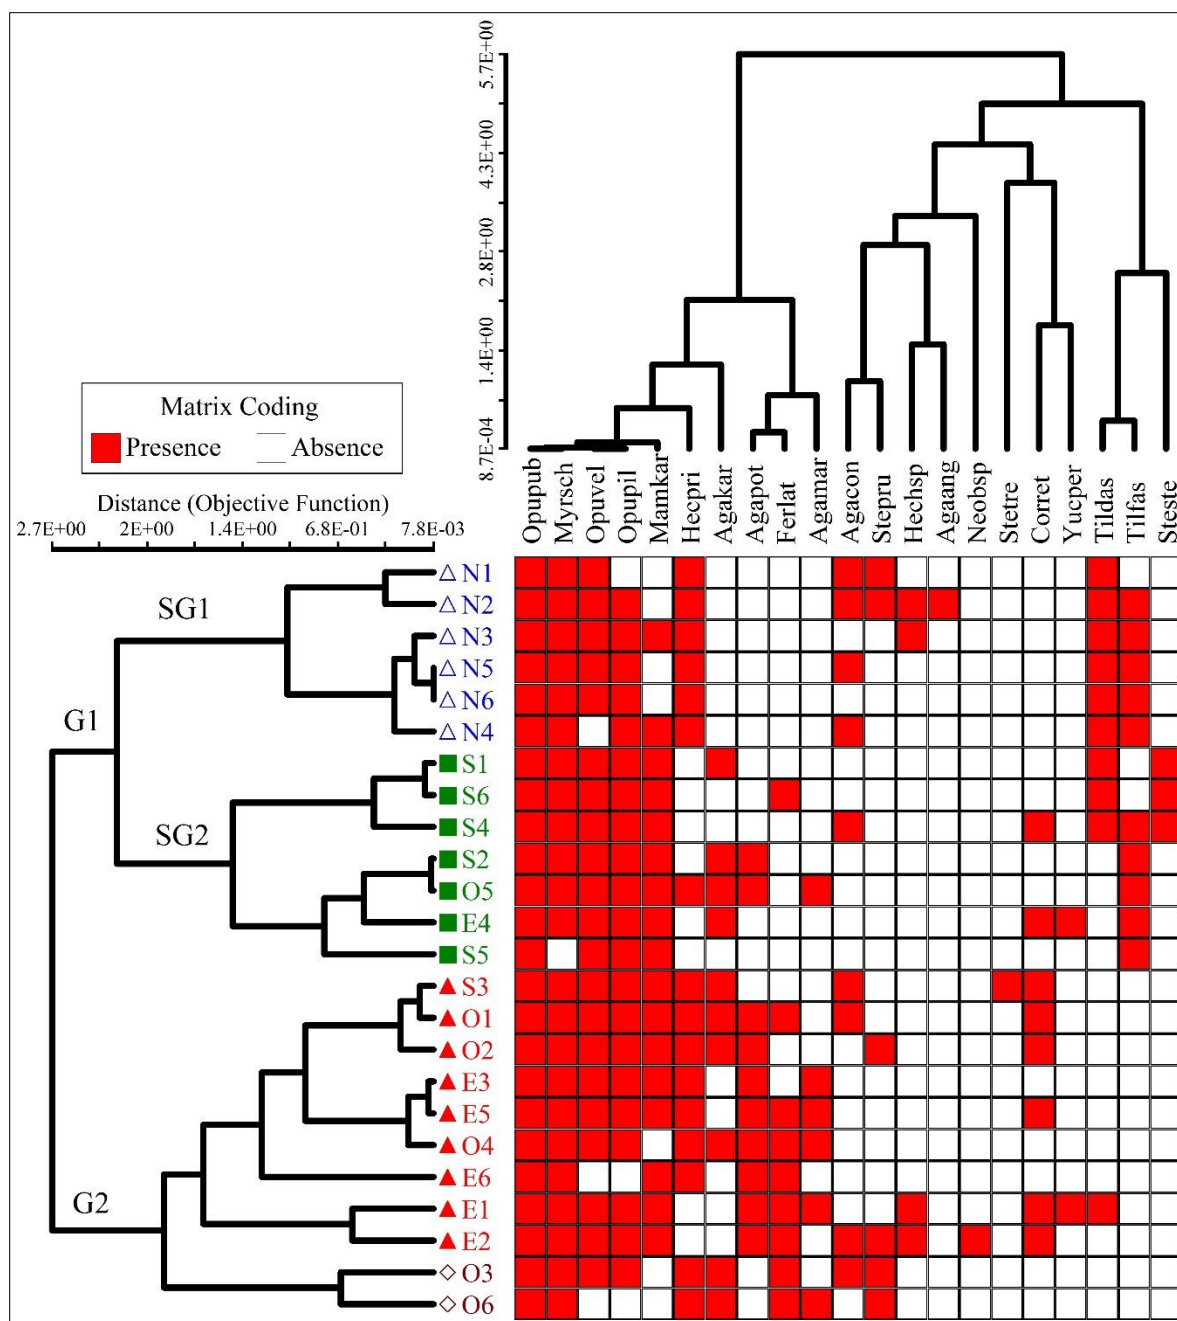 5.7E+00
4.3E+00
2.8E+00
1.4E+00
8.7E-04
Matrix Coding
Presence Absence
Distance (Objective Function)
2.7E+00 2E+00 1.4E+00 6.8E-01 7.8E-03
Opupub
Myrsch
Opuvel
Opupil
Mamkar
Hecpri
Agakar
Agapot
Ferlat
Agamar
Agacon
Stepru
Hechsp
Agaang
Neobsp
Stetre
Corret
Yucper
Tildas
Tilfas
Steste
N1
SG1
N2
N3
N5
N6
G1
N4
S1
S6
S4
SG2
S2
O5
E4
S5
S3
O1
O2
E3
E5
O4
E6
G2
E1
E2
O3
O6